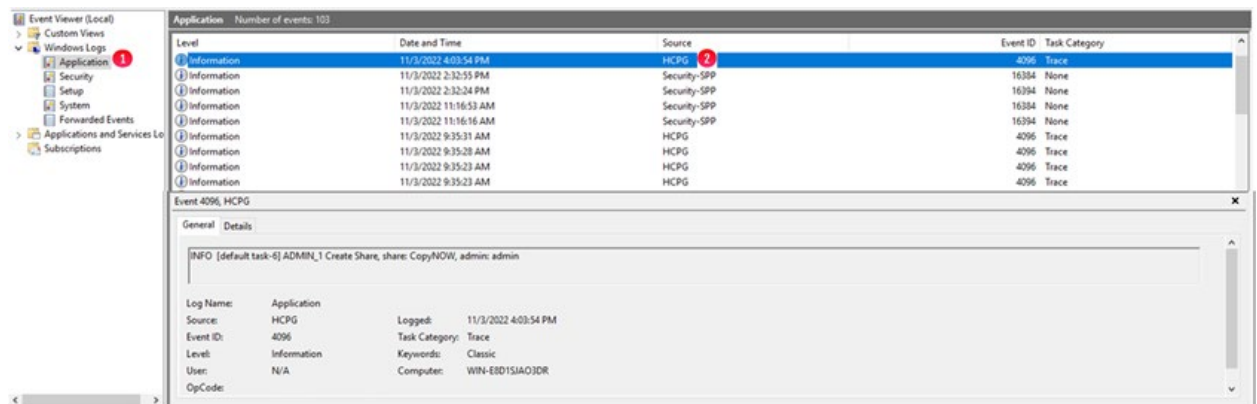 Event Viewer (Local)
Custom Views
Windows Logs
Application 1
Security
Setup
System
Forwarded Events
Applications and Services Lo
Subscriptions
Application Number of events: 103
Level Date and Time Source Event ID Task Category
Information 11/3/2022 4:03:54 PM HCPG 2 4096 Trace
Information 11/3/2022 2:32:55 PM Security-SPP 16384 None
Information 11/3/2022 2:32:24 PM Security-SPP 16394 None
Information 11/3/2022 11:16:53 AM Security-SPP 16384 None
Information 11/3/2022 11:16:16 AM Security-SPP 16394 None
Information 11/3/2022 9:35:31 AM HCPG 4096 Trace
Information 11/3/2022 9:35:28 AM HCPG 4096 Trace
Information 11/3/2022 9:35:23 AM HCPG 4096 Trace
Information 11/3/2022 9:35:23 AM HCPG 4096 Trace
Event 4096, HCPG
General Details
INFO [default task-6] ADMIN_1 Create Share, share: CopyNOW, admin: admin
Log Name: Application
Source: HCPG Logged: 11/3/2022 4:03:54 PM
Event ID: 4096 Task Category: Trace
Level: Information Keywords: Classic
User: N/A Computer: WIN-E8D1SJAO3DR
OpCode: